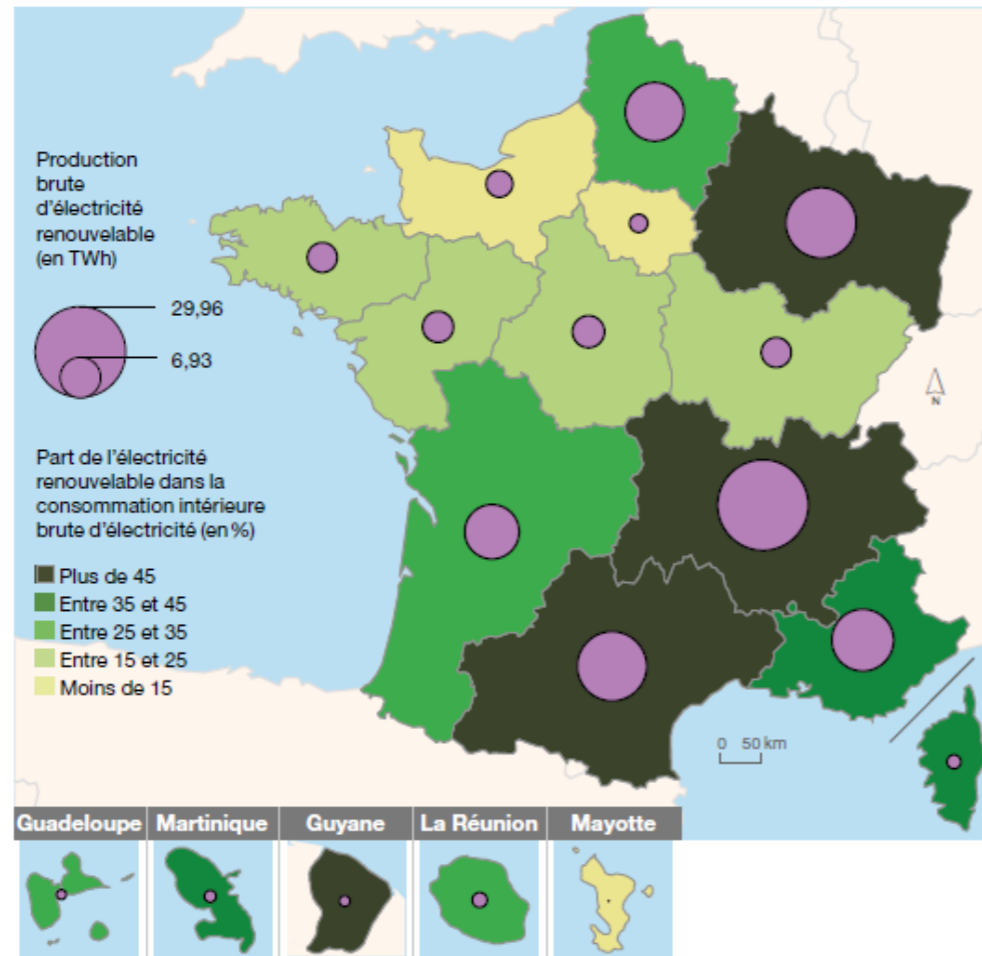 Production
brute
d'électricité
renouvelable
(en TWh)
29,96
6,93
Part de l'électricité
renouvelable dans la
consommation intérieure
brute d'électricité (en %)
Plus de 45
Entre 35 et 45
Entre 25 et 35
Entre 15 et 25
Moins de 15
N
0 50 km
Guadeloupe
Martinique
Guyane
La Réunion
Mayotte